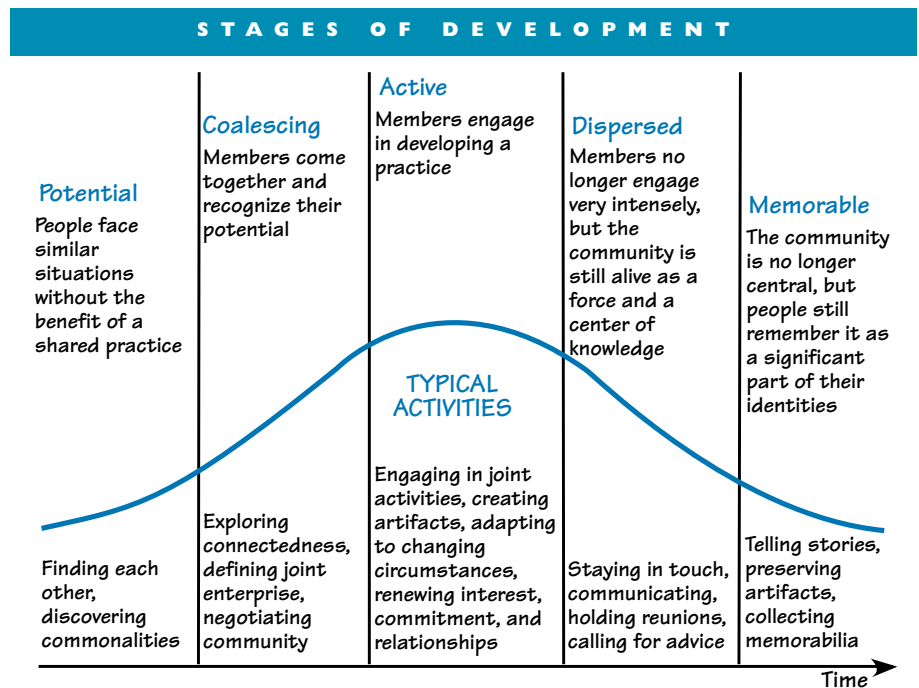 STAGES OF DEVELOPMENT
Potential
People face
similar
situations
without the
benefit of a
shared practice
Coalescing
Members come
together and
recognize their
potential
Active
Members engage
in developing a
practice
Dispersed
Members no
longer engage
very intensely,
but the
community is
still alive as a
force and a
center of
knowledge
Memorable
The community
is no longer
central, but
people still
remember it as
a significant
part of their
identities
TYPICAL
ACTIVITIES
Finding each
other,
discovering
commonalities
Exploring
connectedness,
defining joint
enterprise,
negotiating
community
Engaging in joint
activities, creating
artifacts, adapting
to changing
circumstances,
renewing interest,
commitment, and
relationships
Staying in touch,
communicating,
holding reunions,
calling for advice
Telling stories,
preserving
artifacts,
collecting
memorabilia
Time